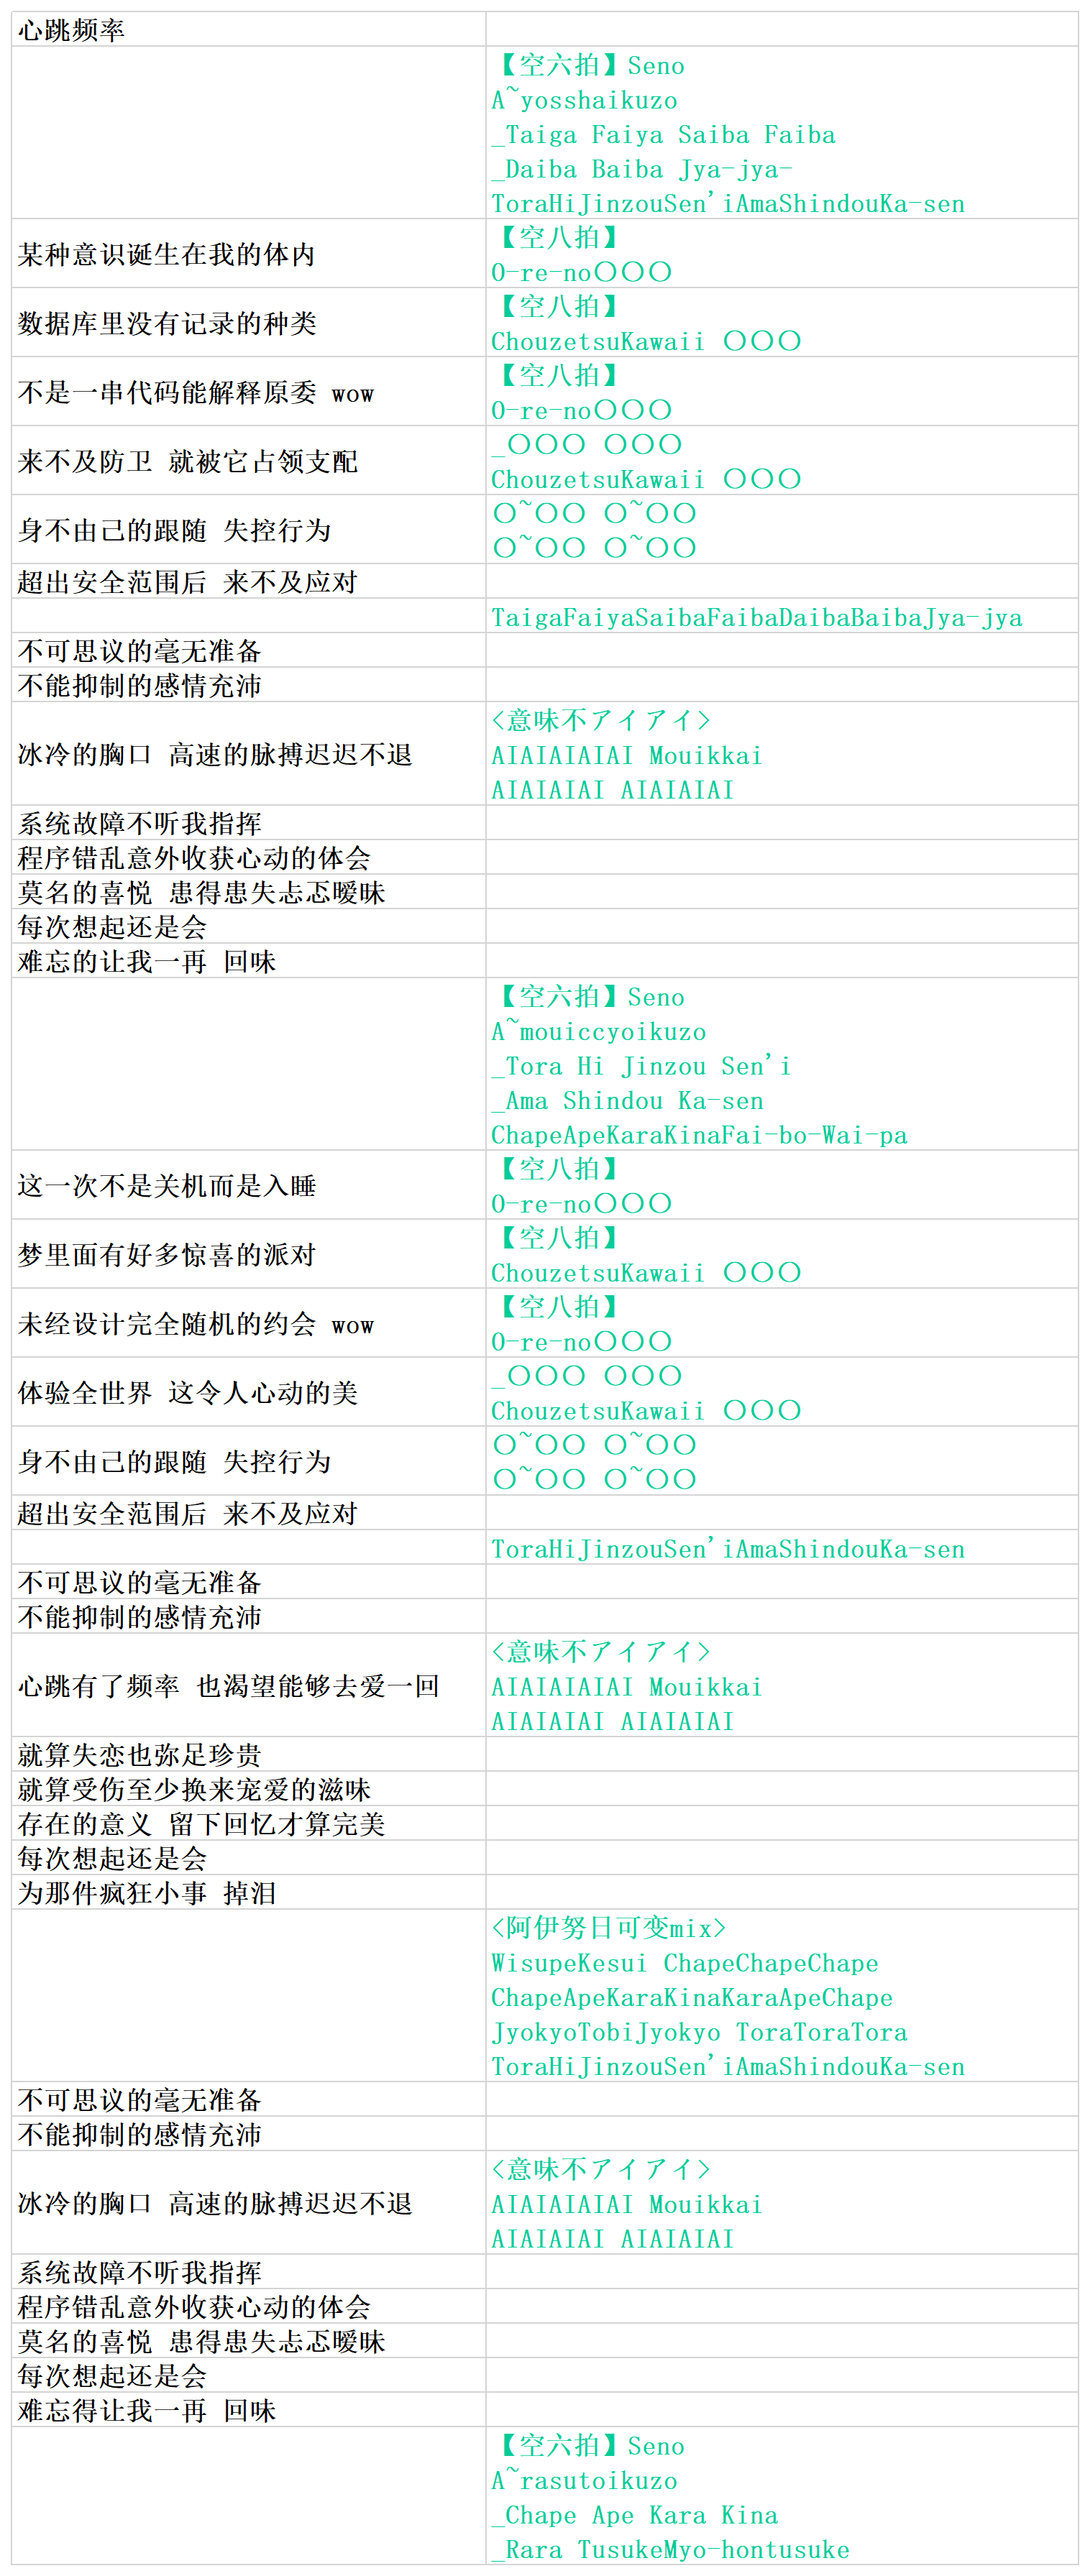 心跳频率
【空六拍】Seno
A~yosshaikuzo
_Taiga Faiya Saiba Faiba
_Daiba Baiba Jya-jya-
ToraHiJinzouSen'iAmaShindouKa-sen
某种意识诞生在我的体内
【空八拍】
O-re-no〇〇〇
数据库里没有记录的种类
【空八拍】
ChouzetsuKawaii 〇〇〇
不是一串代码能解释原委 wow
【空八拍】
O-re-no〇〇〇
来不及防卫 就被它占领支配
_〇〇〇 〇〇〇
ChouzetsuKawaii 〇〇〇
身不由己的跟随 失控行为
〇~〇〇 〇~〇〇
〇~〇〇 〇~〇〇
超出安全范围后 来不及应对
TaigaFaiyaSaibaFaibaDaibaBaibaJya-jya
不可思议的毫无准备
不能抑制的感情充沛
冰冷的胸口 高速的脉搏迟迟不退
<意味不アイアイ>
AIAIAIAIAI Mouikkai
AIAIAIAI AIAIAIAI
系统故障不听我指挥
程序错乱意外收获心动的体会
莫名的喜悦 患得患失忐忑暧昧
每次想起还是会
难忘的让我一再 回味
【空六拍】Seno
A~mouiccyoikuzo
_Tora Hi Jinzou Sen'i
_Ama Shindou Ka-sen
ChapeApeKaraKinaFai-bo-Wai-pa
这一次不是关机而是入睡
【空八拍】
O-re-no〇〇〇
梦里面有好多惊喜的派对
【空八拍】
ChouzetsuKawaii 〇〇〇
未经设计完全随机的约会 wow
【空八拍】
O-re-no〇〇〇
体验全世界 这令人心动的美
_〇〇〇 〇〇〇
ChouzetsuKawaii 〇〇〇
身不由己的跟随 失控行为
〇~〇〇 〇~〇〇
〇~〇〇 〇~〇〇
超出安全范围后 来不及应对
ToraHiJinzouSen'iAmaShindouKa-sen
不可思议的毫无准备
不能抑制的感情充沛
心跳有了频率 也渴望能够去爱一回
<意味不アイアイ>
AIAIAIAIAI Mouikkai
AIAIAIAI AIAIAIAI
就算失恋也弥足珍贵
就算受伤至少换来宠爱的滋味
存在的意义 留下回忆才算完美
每次想起还是会
为那件疯狂小事 掉泪
<阿伊努日可变mix>
WisupeKesui ChapeChapeChape
ChapeApeKaraKinaKaraApeChape
JyokyoTobiJyokyo ToraToraTora
ToraHiJinzouSen'iAmaShindouKa-sen
不可思议的毫无准备
不能抑制的感情充沛
冰冷的胸口 高速的脉搏迟迟不退
<意味不アイアイ>
AIAIAIAIAI Mouikkai
AIAIAIAI AIAIAIAI
系统故障不听我指挥
程序错乱意外收获心动的体会
莫名的喜悦 患得患失忐忑暧昧
每次想起还是会
难忘得让我一再 回味
【空六拍】Seno
A~rasutoikuzo
_Chape Ape Kara Kina
_Rara TusukeMyo-hontusuke